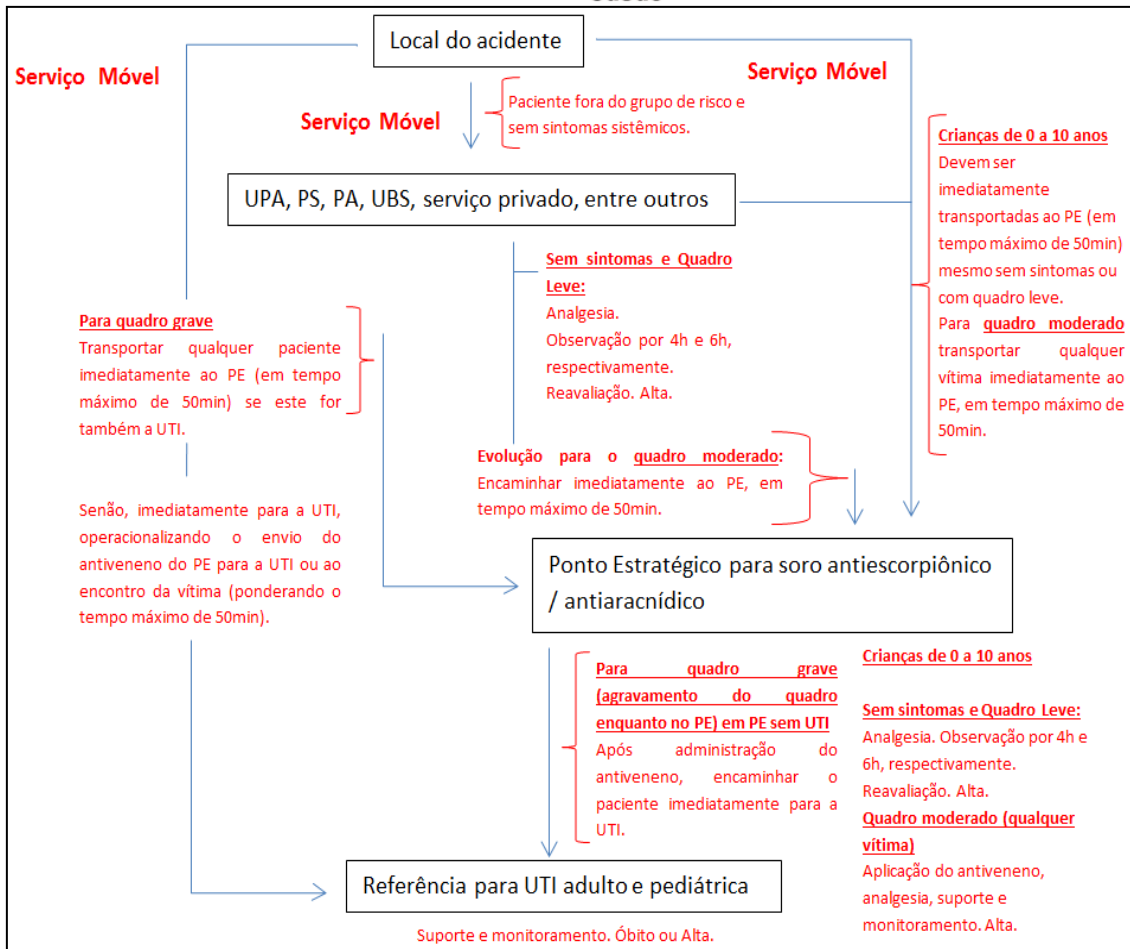 Local do acidente
Serviço Móvel
Serviço Móvel
Serviço Móvel
Paciente fora do grupo de risco e
sem sintomas sistêmicos.
UPA, PS, PA, UBS, serviço privado, entre outros
Crianças de 0 a 10 anos
Devem ser
imediatamente
transportadas ao PE (em
tempo máximo de 50min)
mesmo sem sintomas ou
com quadro leve.
Para quadro moderado
transportar qualquer
vítima imediatamente ao
PE, em tempo máximo de
50min.
Sem sintomas e Quadro
Leve:
Analgesia.
Observação por 4h e 6h,
respectivamente.
Reavaliação. Alta.
Para quadro grave
Transportar qualquer paciente
imediatamente ao PE (em tempo
máximo de 50min) se este for
também a UTI.
Senão, imediatamente para a UTI,
operacionalizando o envio do
antiveneno do PE para a UTI ou ao
encontro da vítima (ponderando o
tempo máximo de 50min).
Evolução para o quadro moderado:
Encaminhar imediatamente ao PE, em
tempo máximo de 50min.
Ponto Estratégico para soro antiescorpiônico
/ antiaracnídico
Para quadro grave
(agravamento do quadro
enquanto no PE) em PE sem UTI
Após administração do
antiveneno, encaminhar o
paciente imediatamente para a
UTI.
Crianças de 0 a 10 anos
Sem sintomas e Quadro Leve:
Analgesia. Observação por 4h e
6h, respectivamente.
Reavaliação. Alta.
Quadro moderado (qualquer
vítima)
Aplicação do antiveneno,
analgesia, suporte e
monitoramento. Alta.
Referência para UTI adulto e pediátrica
Suporte e monitoramento. Óbito ou Alta.